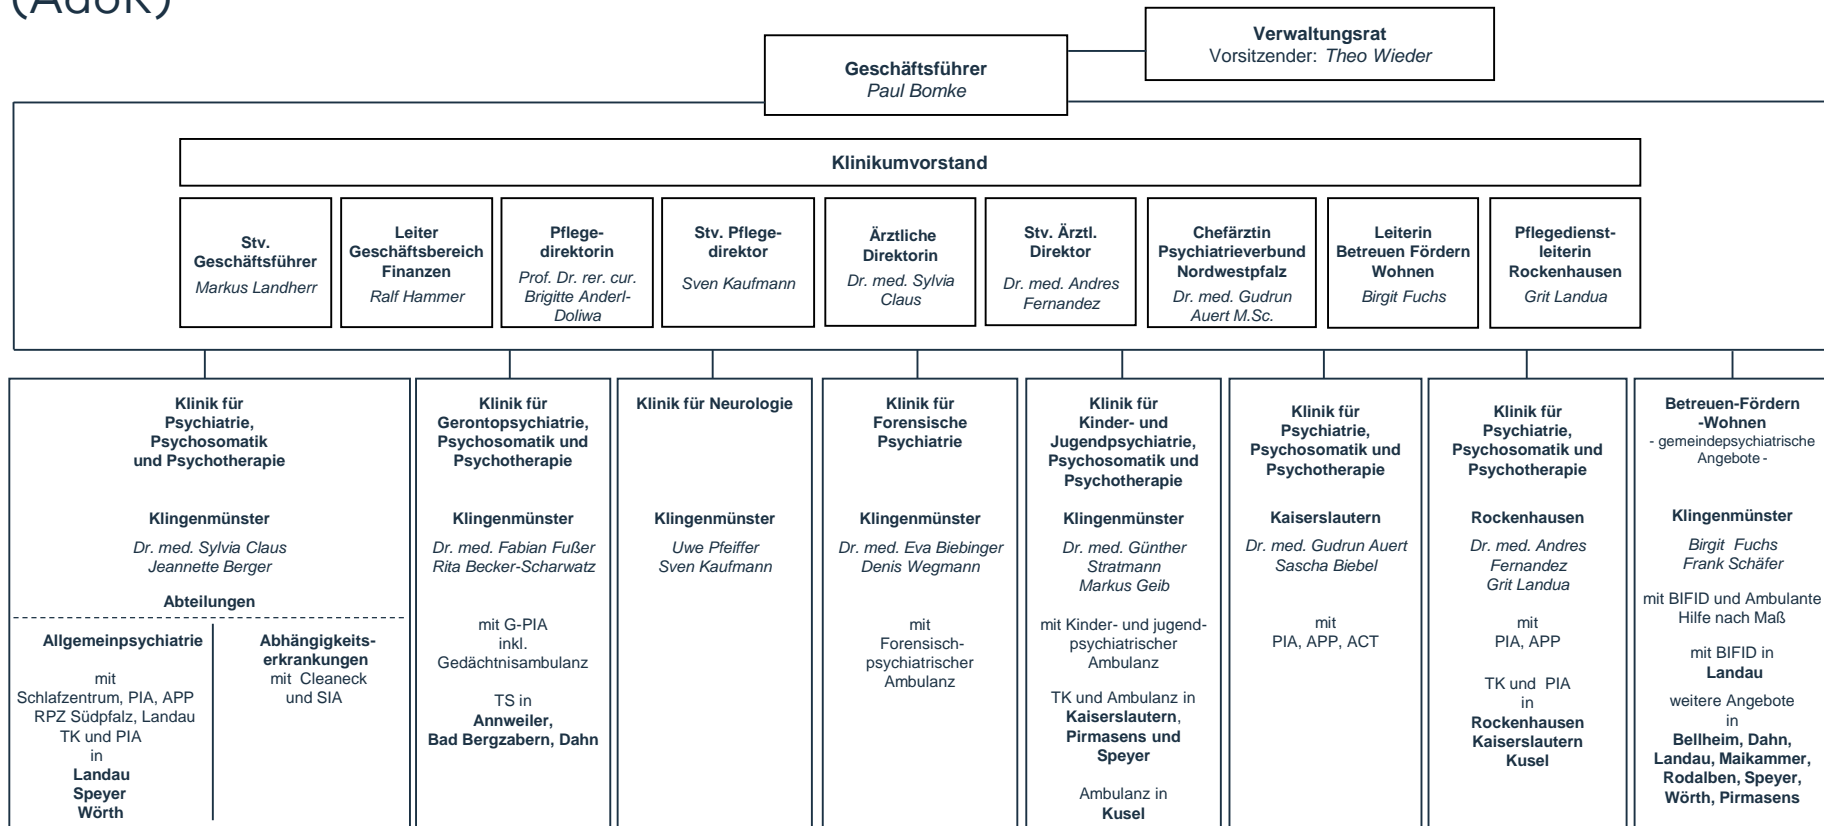 (AdöR)
Verwaltungsrat
Vorsitzender: Theo Wieder
Geschäftsführer
Paul Bomke
Klinikumvorstand
Stv.
Geschäftsführer
Markus Landherr
Leiter
Geschäftsbereich
Finanzen
Ralf Hammer
Pflege-
direktorin
Prof. Dr. rer. cur.
Brigitte Anderl-
Doliwa
Stv. Pflege-
direktor
Sven Kaufmann
Ärztliche
Direktorin
Dr. med. Sylvia
Claus
Stv. Ärztl.
Direktor
Dr. med. Andres
Fernandez
Chefärztin
Psychiatrieverbund
Nordwestpfalz
Dr. med. Gudrun
Auert M.Sc.
Leiterin
Betreuen Fördern
Wohnen
Birgit Fuchs
Pflegedienst-
leiterin
Rockenhausen
Grit Landua
Klinik für
Psychiatrie,
Psychosomatik
und Psychotherapie
Klingenmünster
Dr. med. Sylvia Claus
Jeannette Berger
Abteilungen
Allgemeinpsychiatrie
mit
Schlafzentrum, PIA, APP
RPZ Südpfalz, Landau
TK und PIA
in
Landau
Speyer
Wörth
Abhängigkeits-
erkrankungen
mit Cleaneck
und SIA
Klinik für
Gerontopsychiatrie,
Psychosomatik und
Psychotherapie
Klingenmünster
Dr. med. Fabian Fußer
Rita Becker-Scharwatz
mit G-PIA
inkl.
Gedächtnisambulanz
TS in
Annweiler,
Bad Bergzabern, Dahn
Klinik für Neurologie
Klingenmünster
Uwe Pfeiffer
Sven Kaufmann
Klinik für
Forensische
Psychiatrie
Klingenmünster
Dr. med. Eva Biebinger
Denis Wegmann
mit
Forensisch-
psychiatrischer
Ambulanz
Klinik für
Kinder- und
Jugendpsychiatrie,
Psychosomatik und
Psychotherapie
Klingenmünster
Dr. med. Günther
Stratmann
Markus Geib
mit Kinder- und jugend-
psychiatrischer
Ambulanz
TK und Ambulanz in
Kaiserslautern,
Pirmasens und
Speyer
Ambulanz in
Kusel
Klinik für
Psychiatrie,
Psychosomatik und
Psychotherapie
Kaiserslautern
Dr. med. Gudrun Auert
Sascha Biebel
mit
PIA, APP, ACT
Klinik für
Psychiatrie,
Psychosomatik und
Psychotherapie
Rockenhausen
Dr. med. Andres
Fernandez
Grit Landua
mit
PIA, APP
TK und PIA
in
Rockenhausen
Kaiserslautern
Kusel
Betreuen-Fördern
-Wohnen
- gemeindepsychiatrische
Angebote -
Klingenmünster
Birgit Fuchs
Frank Schäfer
mit BIFID und Ambulante
Hilfe nach Maß
mit BIFID in
Landau
weitere Angebote
in
Bellheim, Dahn,
Landau, Maikammer,
Rodalben, Speyer,
Wörth, Pirmasens